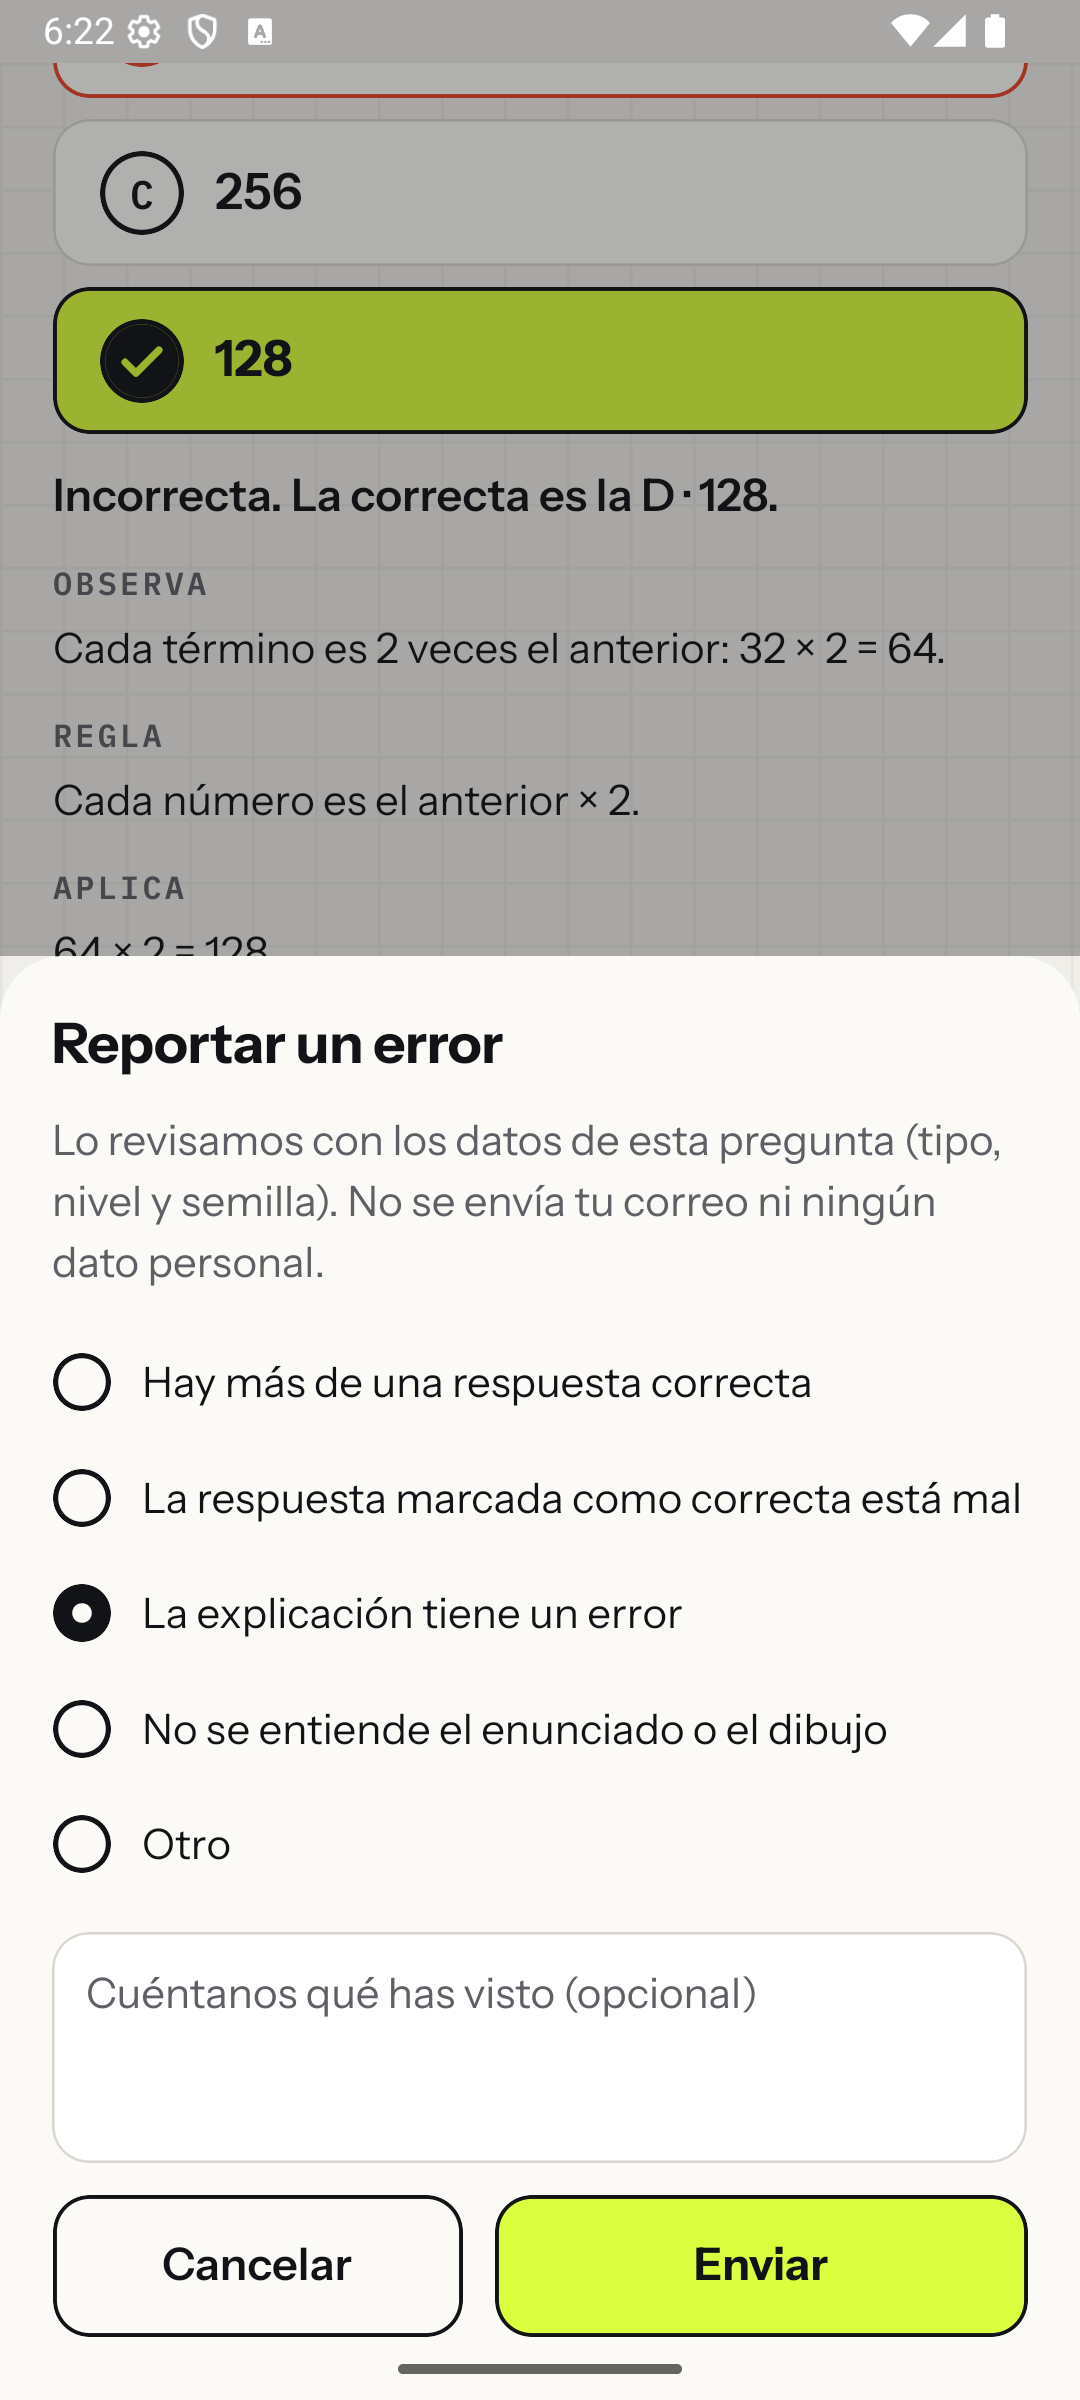 6:22
C 256
128
Incorrecta. La correcta es la D · 128.
OBSERVA
Cada término es 2 veces el anterior: 32 × 2 = 64.
REGLA
Cada número es el anterior × 2.
APLICA
64 × 2 = 128
Reportar un error
Lo revisamos con los datos de esta pregunta (tipo,
nivel y semilla). No se envía tu correo ni ningún
dato personal.
Hay más de una respuesta correcta
La respuesta marcada como correcta está mal
La explicación tiene un error
No se entiende el enunciado o el dibujo
Otro
Cuéntanos qué has visto (opcional)
Cancelar
Enviar